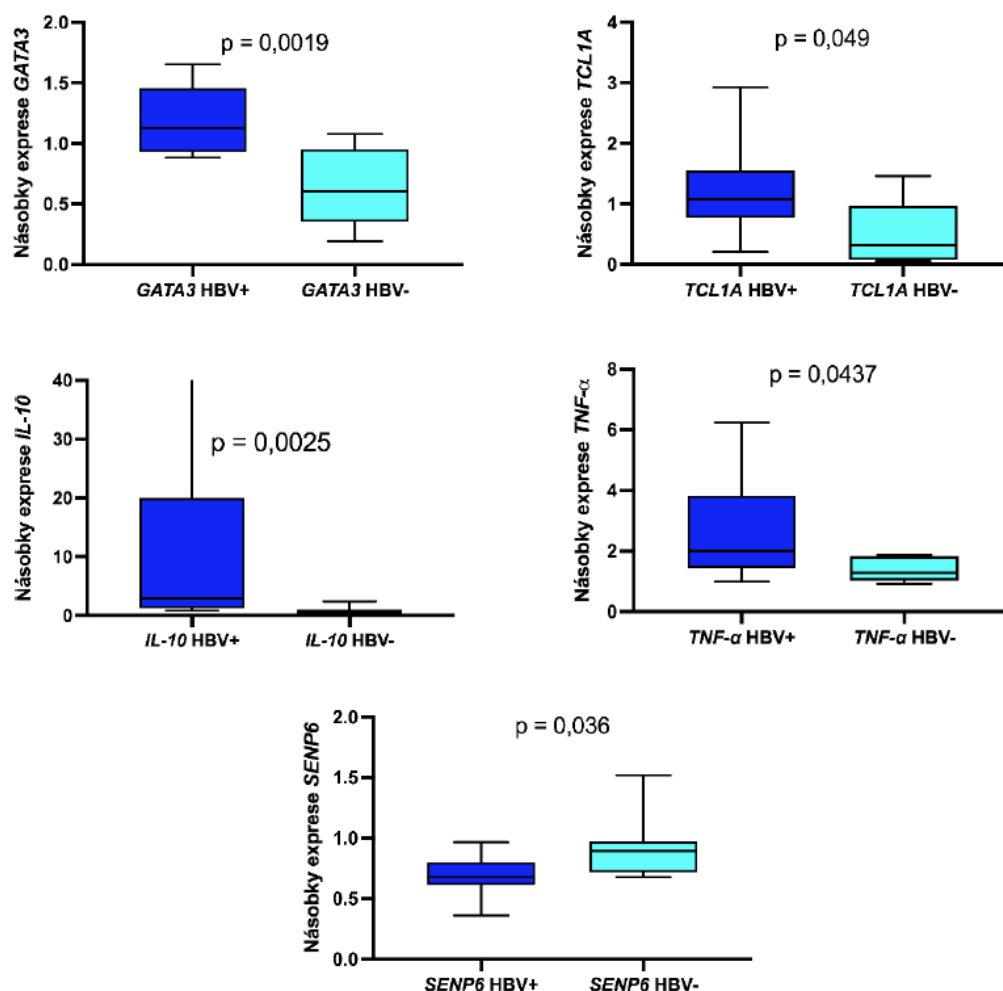 Násobky exprese GATA3
2.0
1.5
1.0
0.5
0.0
p = 0,0019
GATA3 HBV+ GATA3 HBV-
Násobky exprese TCL1A
4
3
2
1
0
p = 0,049
TCL1A HBV+ TCL1A HBV-
Násobky exprese IL-10
40
30
20
10
0
p = 0,0025
IL-10 HBV+ IL-10 HBV-
Násobky exprese TNF-α
8
6
4
2
0
p = 0,0437
TNF-α HBV+ TNF-α HBV-
Násobky exprese SENP6
2.0
1.5
1.0
0.5
0.0
p = 0,036
SENP6 HBV+ SENP6 HBV-